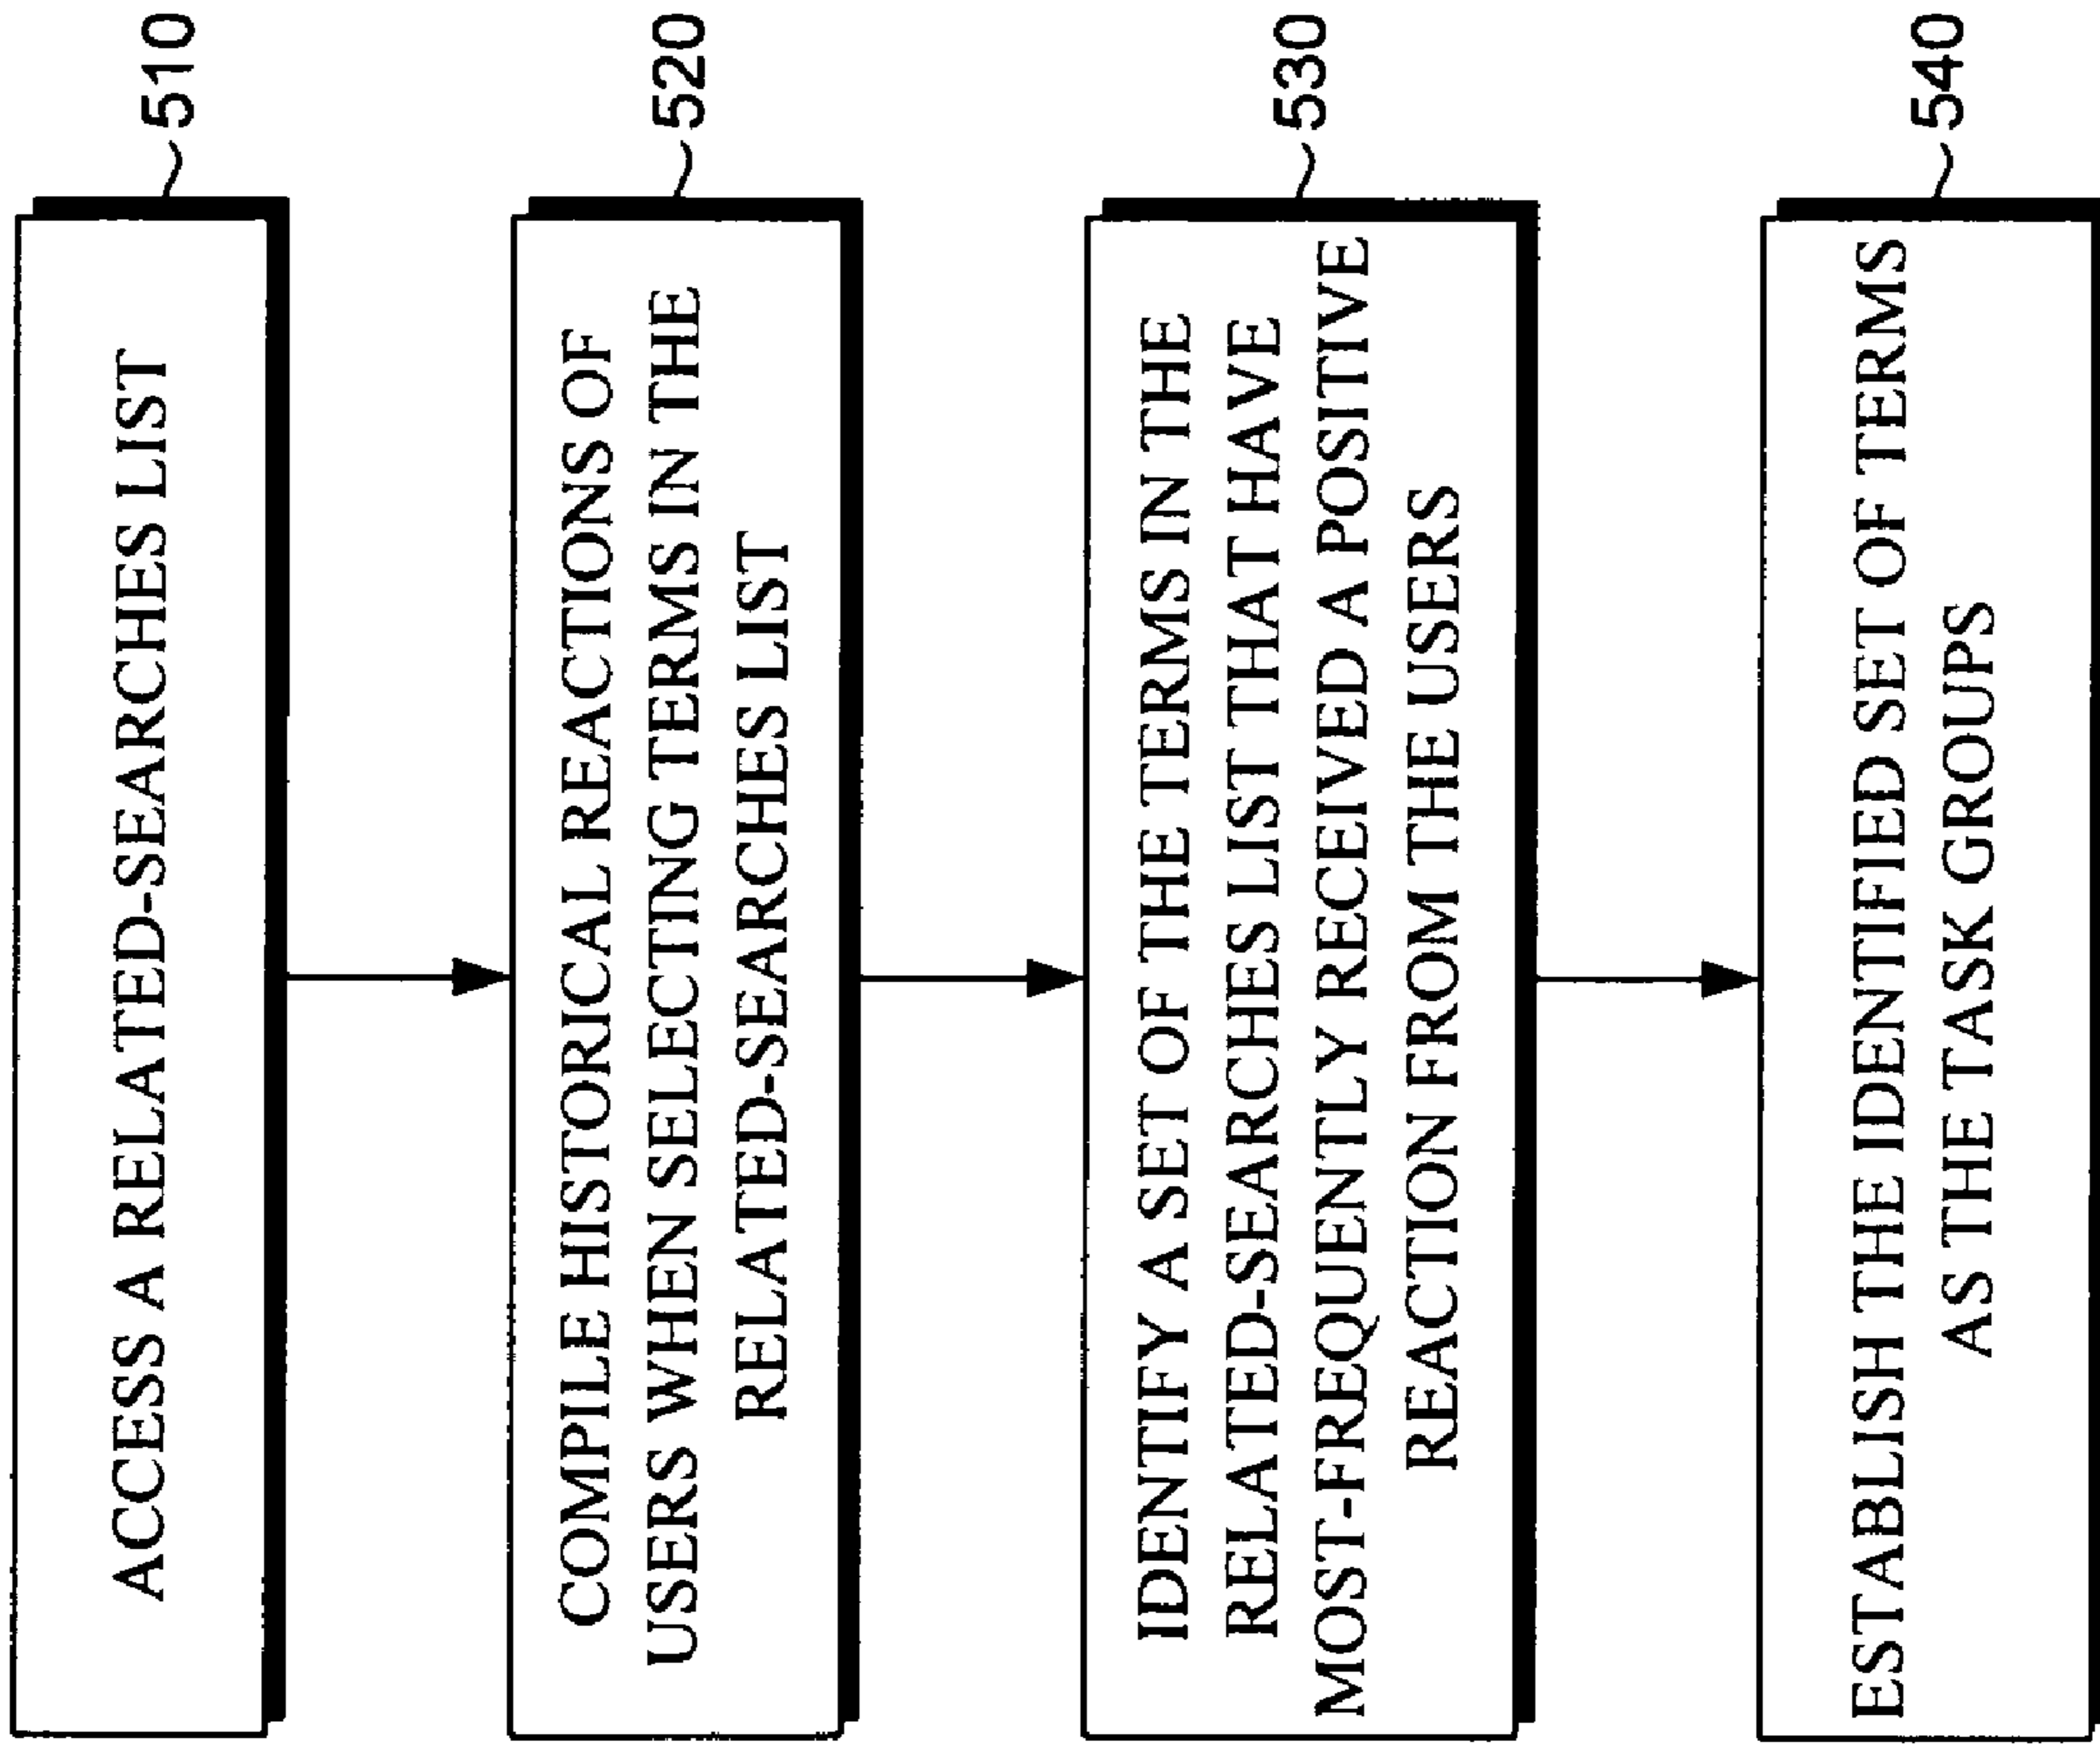 ACCESS A RELATED-SEARCHES LIST
510
COMPILE HISTORICAL REACTIONS OF
USERS WHEN SELECTING TERMS IN THE
RELATED-SEARCHES LIST
520
IDENTIFY A SET OF THE TERMS IN THE
RELATED-SEARCHES LIST THAT HAVE
MOST-FREQUENTLY RECEIVED A POSITIVE
REACTION FROM THE USERS
530
ESTABLISH THE IDENTIFIED SET OF TERMS
AS THE TASK GROUPS
540